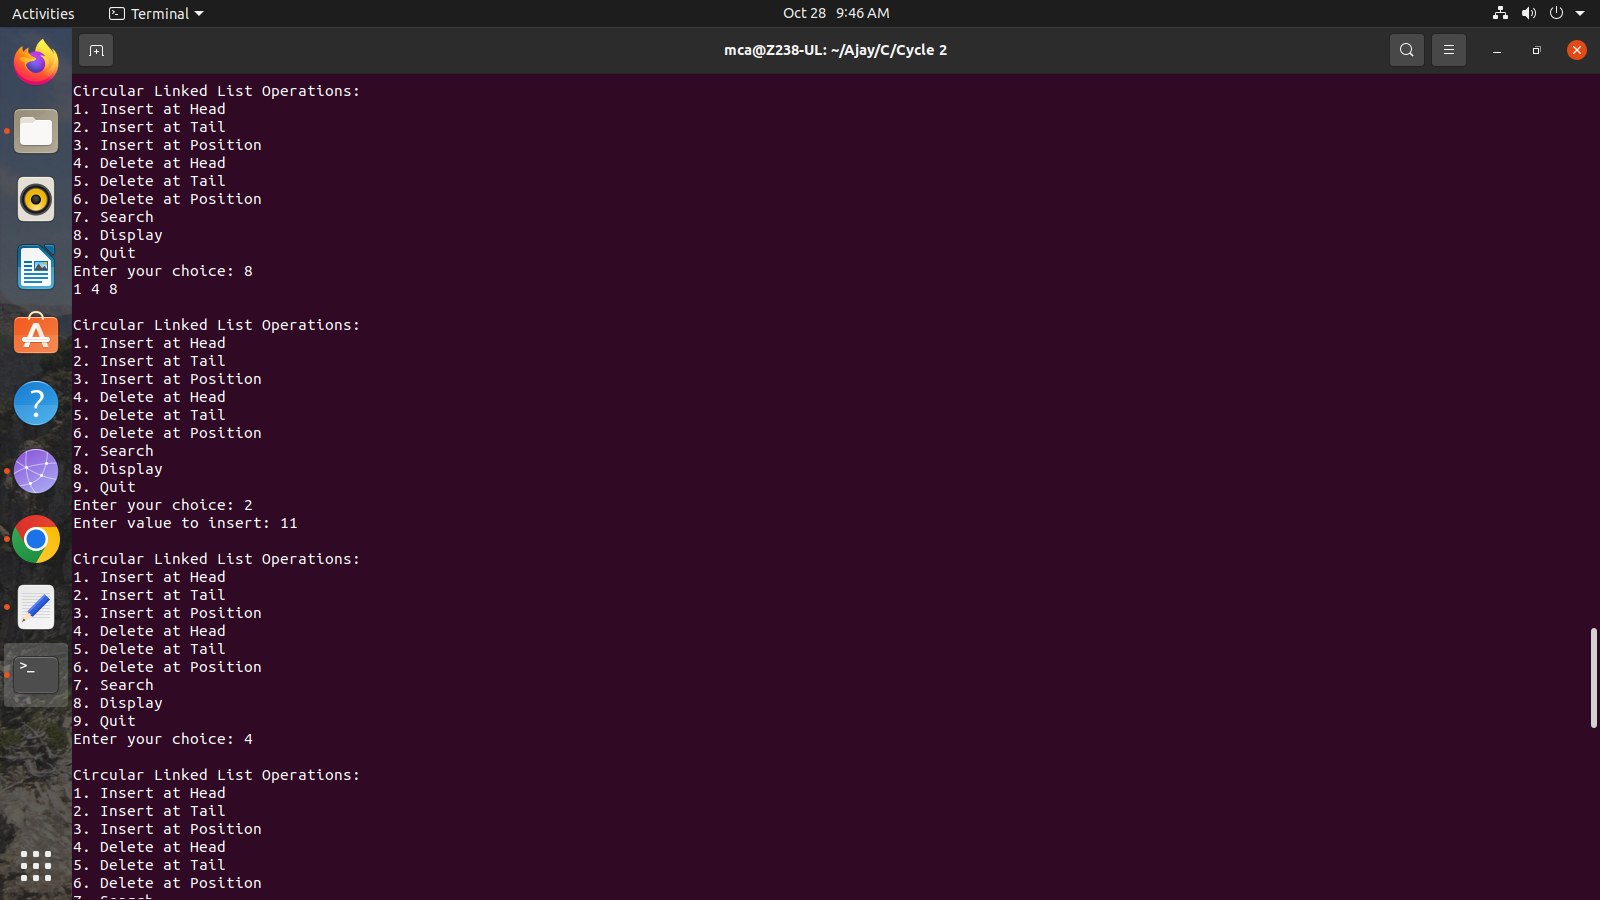 Activities
Terminal
Oct 28 9:46 AM
mca@Z238-UL: ~/Ajay/C/Cycle 2
Circular Linked List Operations:
1. Insert at Head
2. Insert at Tail
3. Insert at Position
4. Delete at Head
5. Delete at Tail
6. Delete at Position
7. Search
8. Display
9. Quit
Enter your choice: 8
1 4 8
Circular Linked List Operations:
1. Insert at Head
2. Insert at Tail
3. Insert at Position
4. Delete at Head
5. Delete at Tail
6. Delete at Position
7. Search
8. Display
9. Quit
Enter your choice: 2
Enter value to insert: 11
Circular Linked List Operations:
1. Insert at Head
2. Insert at Tail
3. Insert at Position
4. Delete at Head
5. Delete at Tail
6. Delete at Position
7. Search
8. Display
9. Quit
Enter your choice: 4
Circular Linked List Operations:
1. Insert at Head
2. Insert at Tail
3. Insert at Position
4. Delete at Head
5. Delete at Tail
6. Delete at Position
7. Search